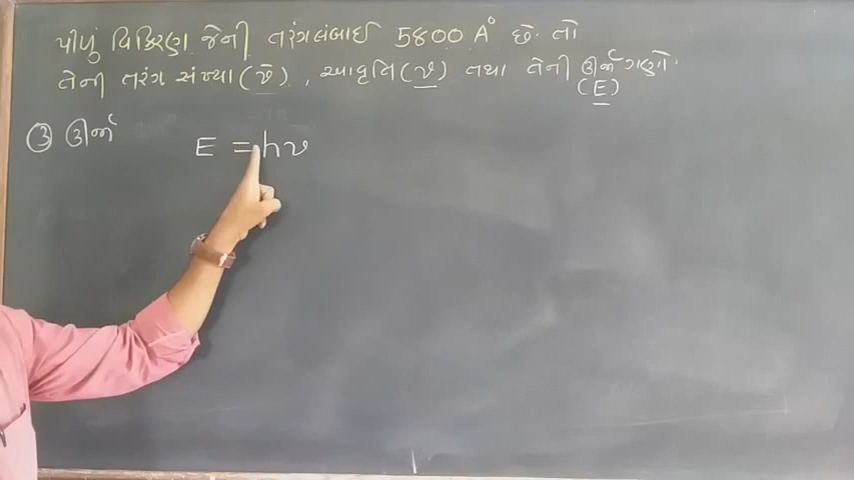 પીળું વિકિરણ જેની તરંગલંબાઈ 5800 A° છે. તો
તેની તરંગ સંખ્યા (ν̄), આવૃત્તિ (ν) તથા તેની ઊર્જા ગણો.
(E)
③ ઊર્જા
E = hν